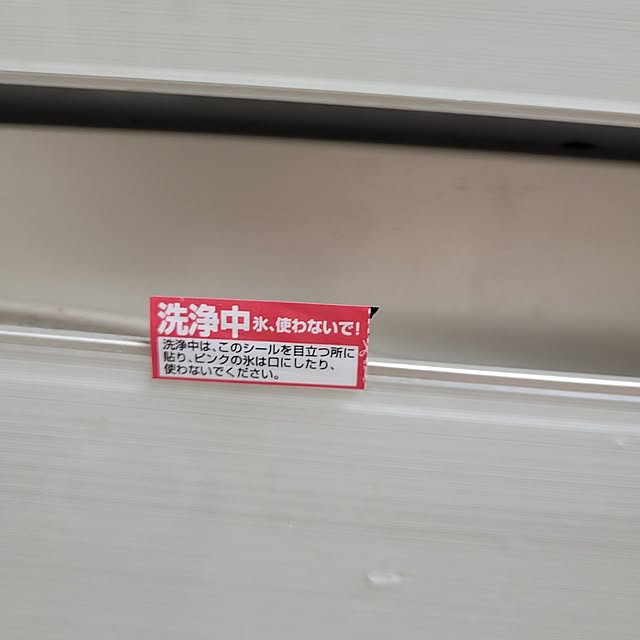 洗浄中 氷、使わないで!
洗浄中は、このシールを目立つ所に
貼り、ピンクの氷は口にしたり、
使わないでください。